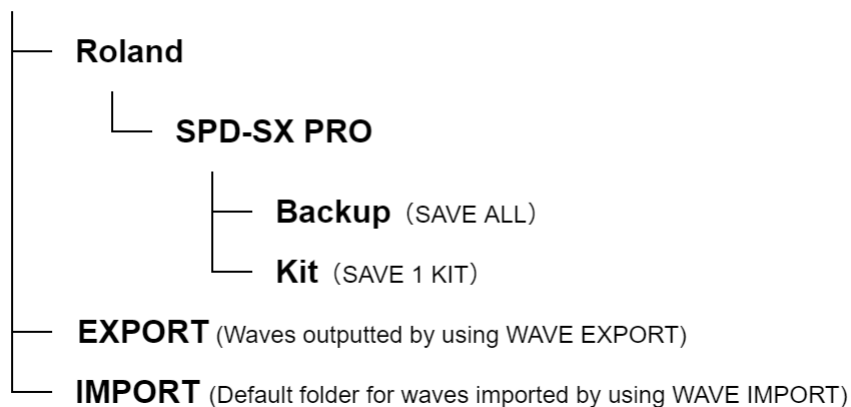 Roland
SPD-SX PRO
Backup（SAVE ALL）
Kit（SAVE 1 KIT）
EXPORT (Waves outputted by using WAVE EXPORT)
IMPORT (Default folder for waves imported by using WAVE IMPORT)